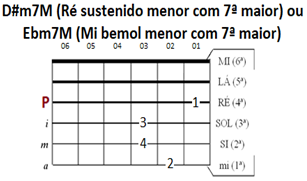 D#m7M (Ré sustenido menor com 7ª maior) ou
Ebm7M (Mi bemol menor com 7ª maior)
06 05 04 03 02 01
MI (6ª)
LÁ (5ª)
P 1 RÉ (4ª)
i 3 SOL (3ª)
m 4 SI (2ª)
a 2 mi (1ª)